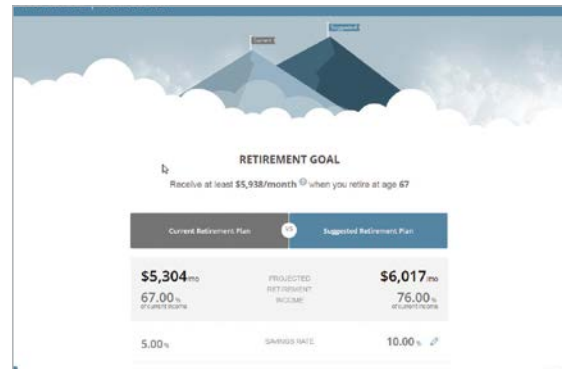 Current
Suggested
RETIREMENT GOAL
Receive at least $5,938/month when you retire at age 67
Current Retirement Plan VS Suggested Retirement Plan
$5,304/mo PROJECTED RETIREMENT INCOME $6,017/mo
67.00% 76.00%
of current income of current income
5.00% SAVINGS RATE 10.00%